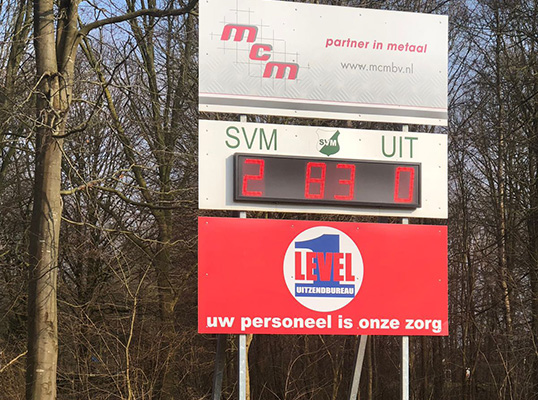 mcm
partner in metaal
www.mcmbv.nl
SVM SVM UIT
2 83 0
1
LEVEL
UITZENDBUREAU
uw personeel is onze zorg